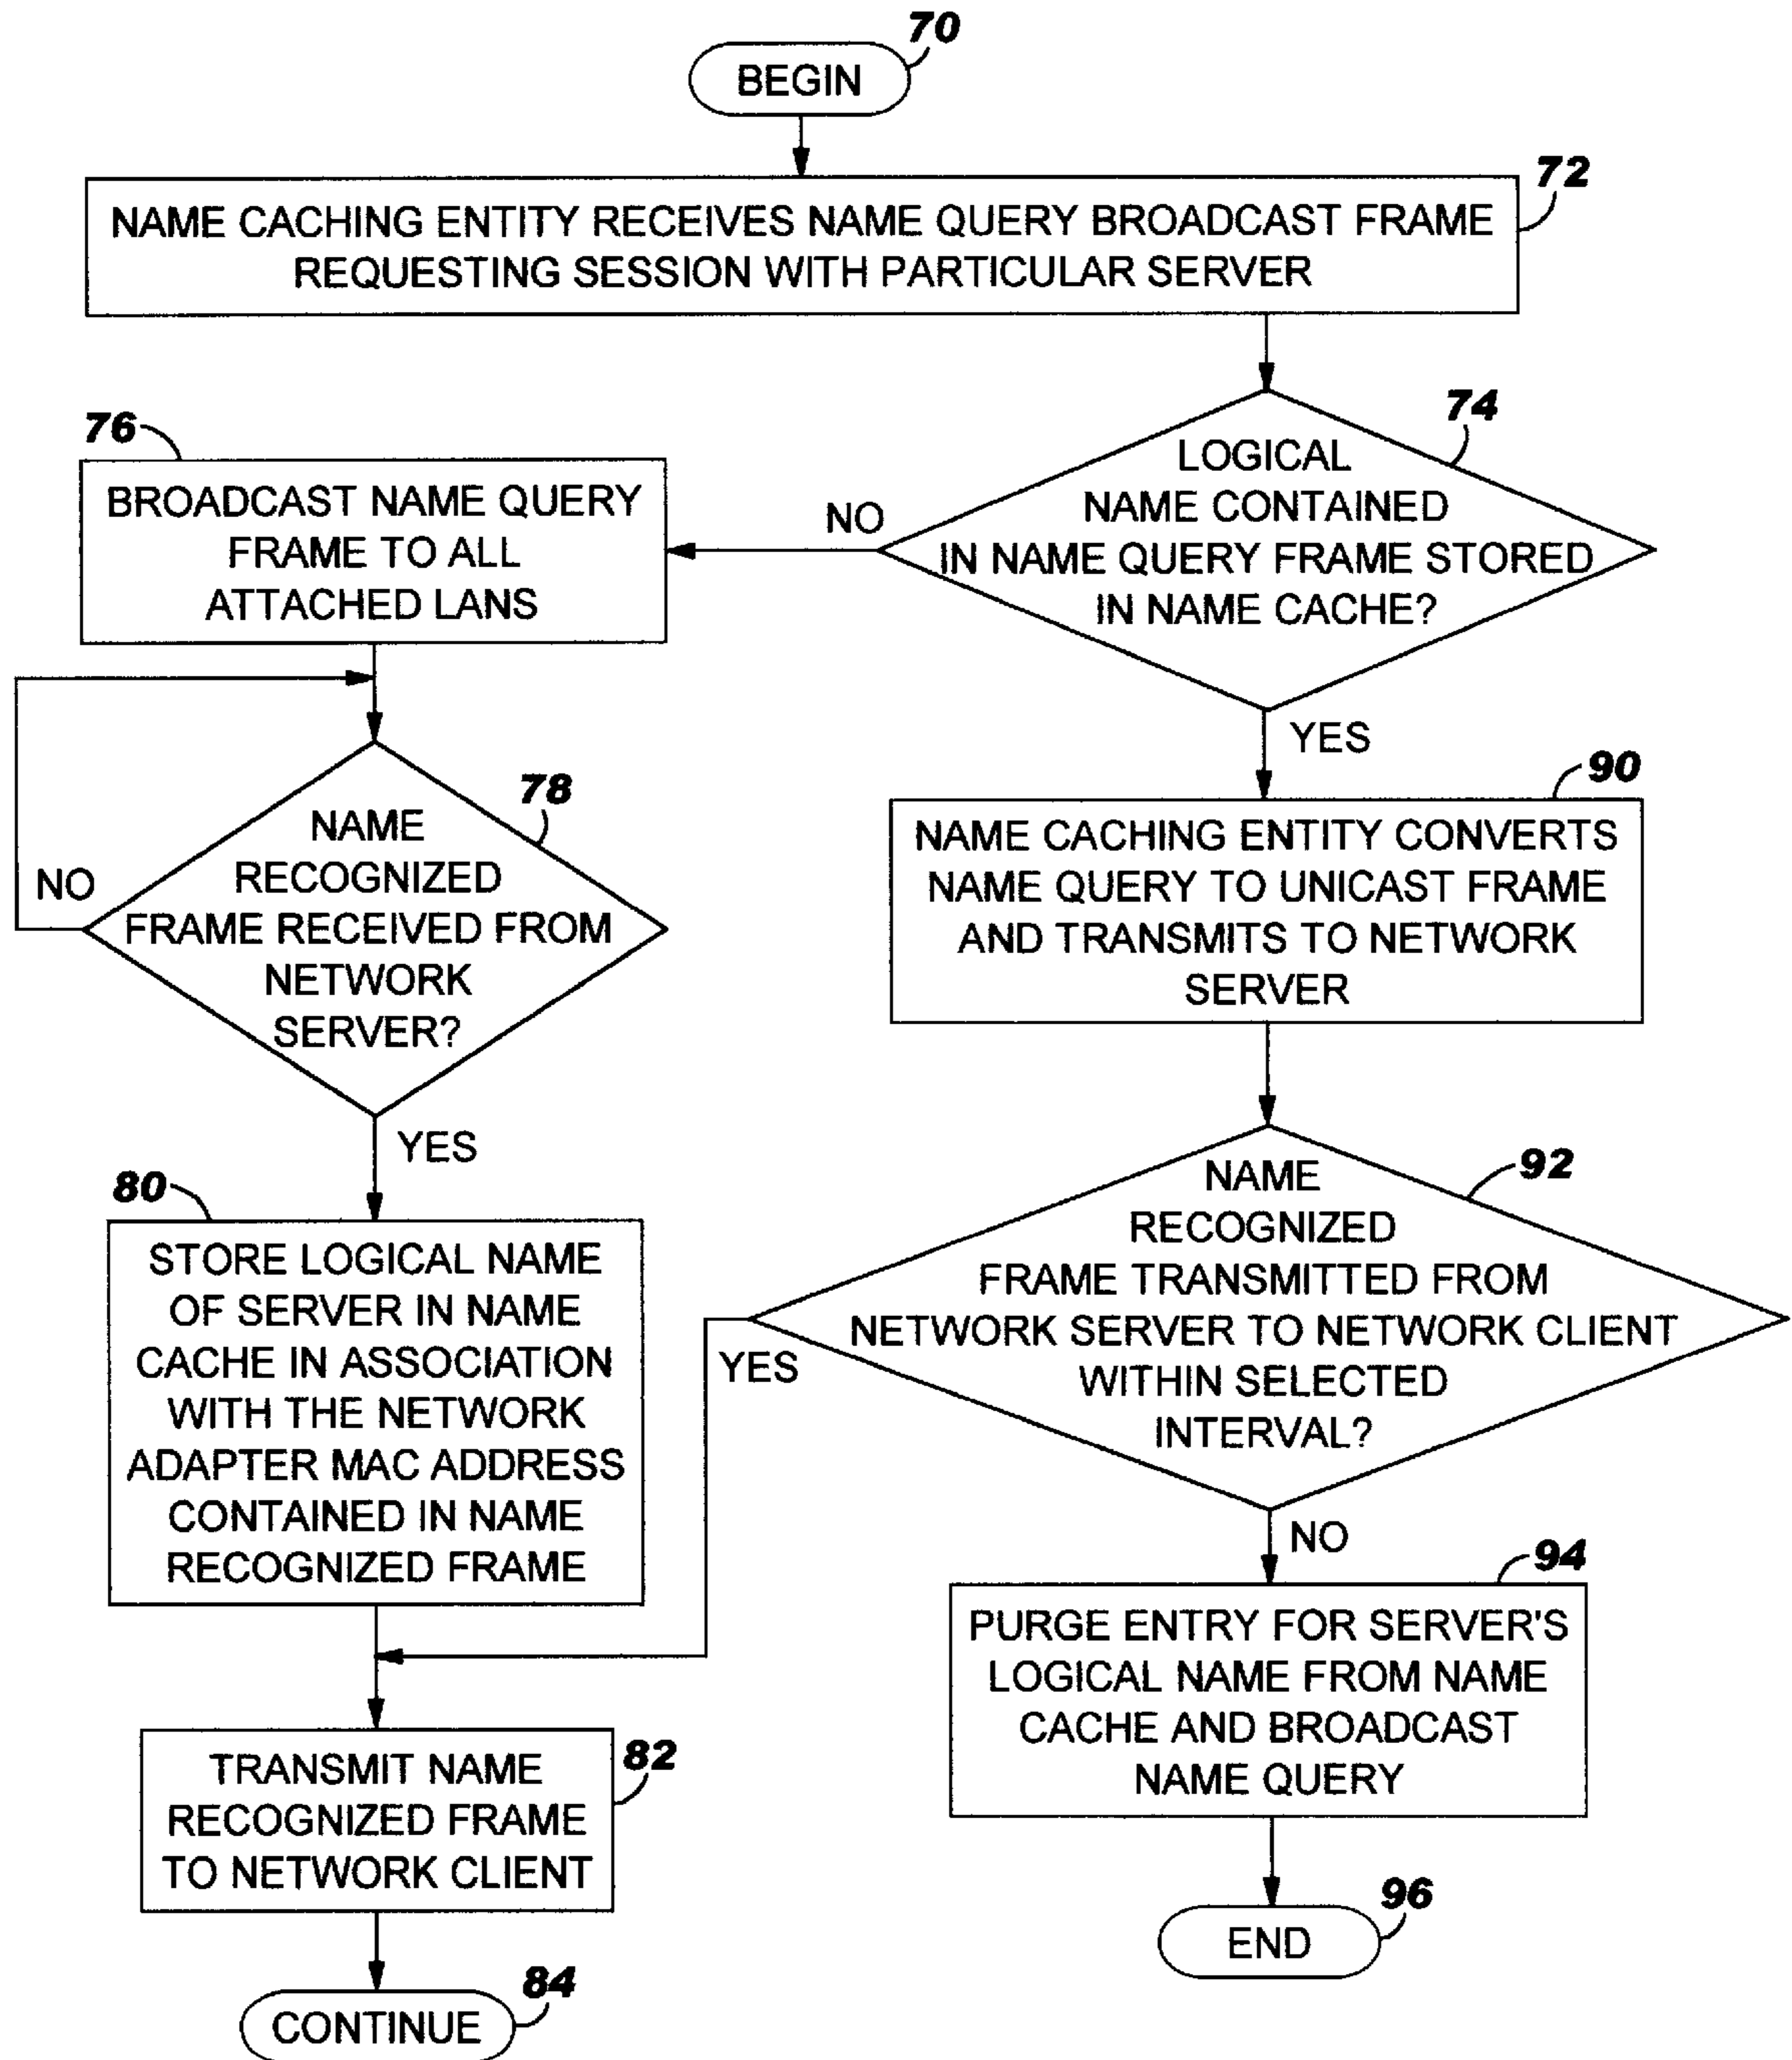 70
BEGIN
72
NAME CACHING ENTITY RECEIVES NAME QUERY BROADCAST FRAME
REQUESTING SESSION WITH PARTICULAR SERVER
74
LOGICAL
NAME CONTAINED
IN NAME QUERY FRAME STORED
IN NAME CACHE?
NO
76
BROADCAST NAME QUERY
FRAME TO ALL
ATTACHED LANS
78
NAME
RECOGNIZED
FRAME RECEIVED FROM
NETWORK
SERVER?
NO
YES
80
STORE LOGICAL NAME
OF SERVER IN NAME
CACHE IN ASSOCIATION
WITH THE NETWORK
ADAPTER MAC ADDRESS
CONTAINED IN NAME
RECOGNIZED FRAME
82
TRANSMIT NAME
RECOGNIZED FRAME
TO NETWORK CLIENT
84
CONTINUE
YES
90
NAME CACHING ENTITY CONVERTS
NAME QUERY TO UNICAST FRAME
AND TRANSMITS TO NETWORK
SERVER
92
NAME
RECOGNIZED
FRAME TRANSMITTED FROM
NETWORK SERVER TO NETWORK CLIENT
WITHIN SELECTED
INTERVAL?
YES
NO
94
PURGE ENTRY FOR SERVER'S
LOGICAL NAME FROM NAME
CACHE AND BROADCAST
NAME QUERY
96
END